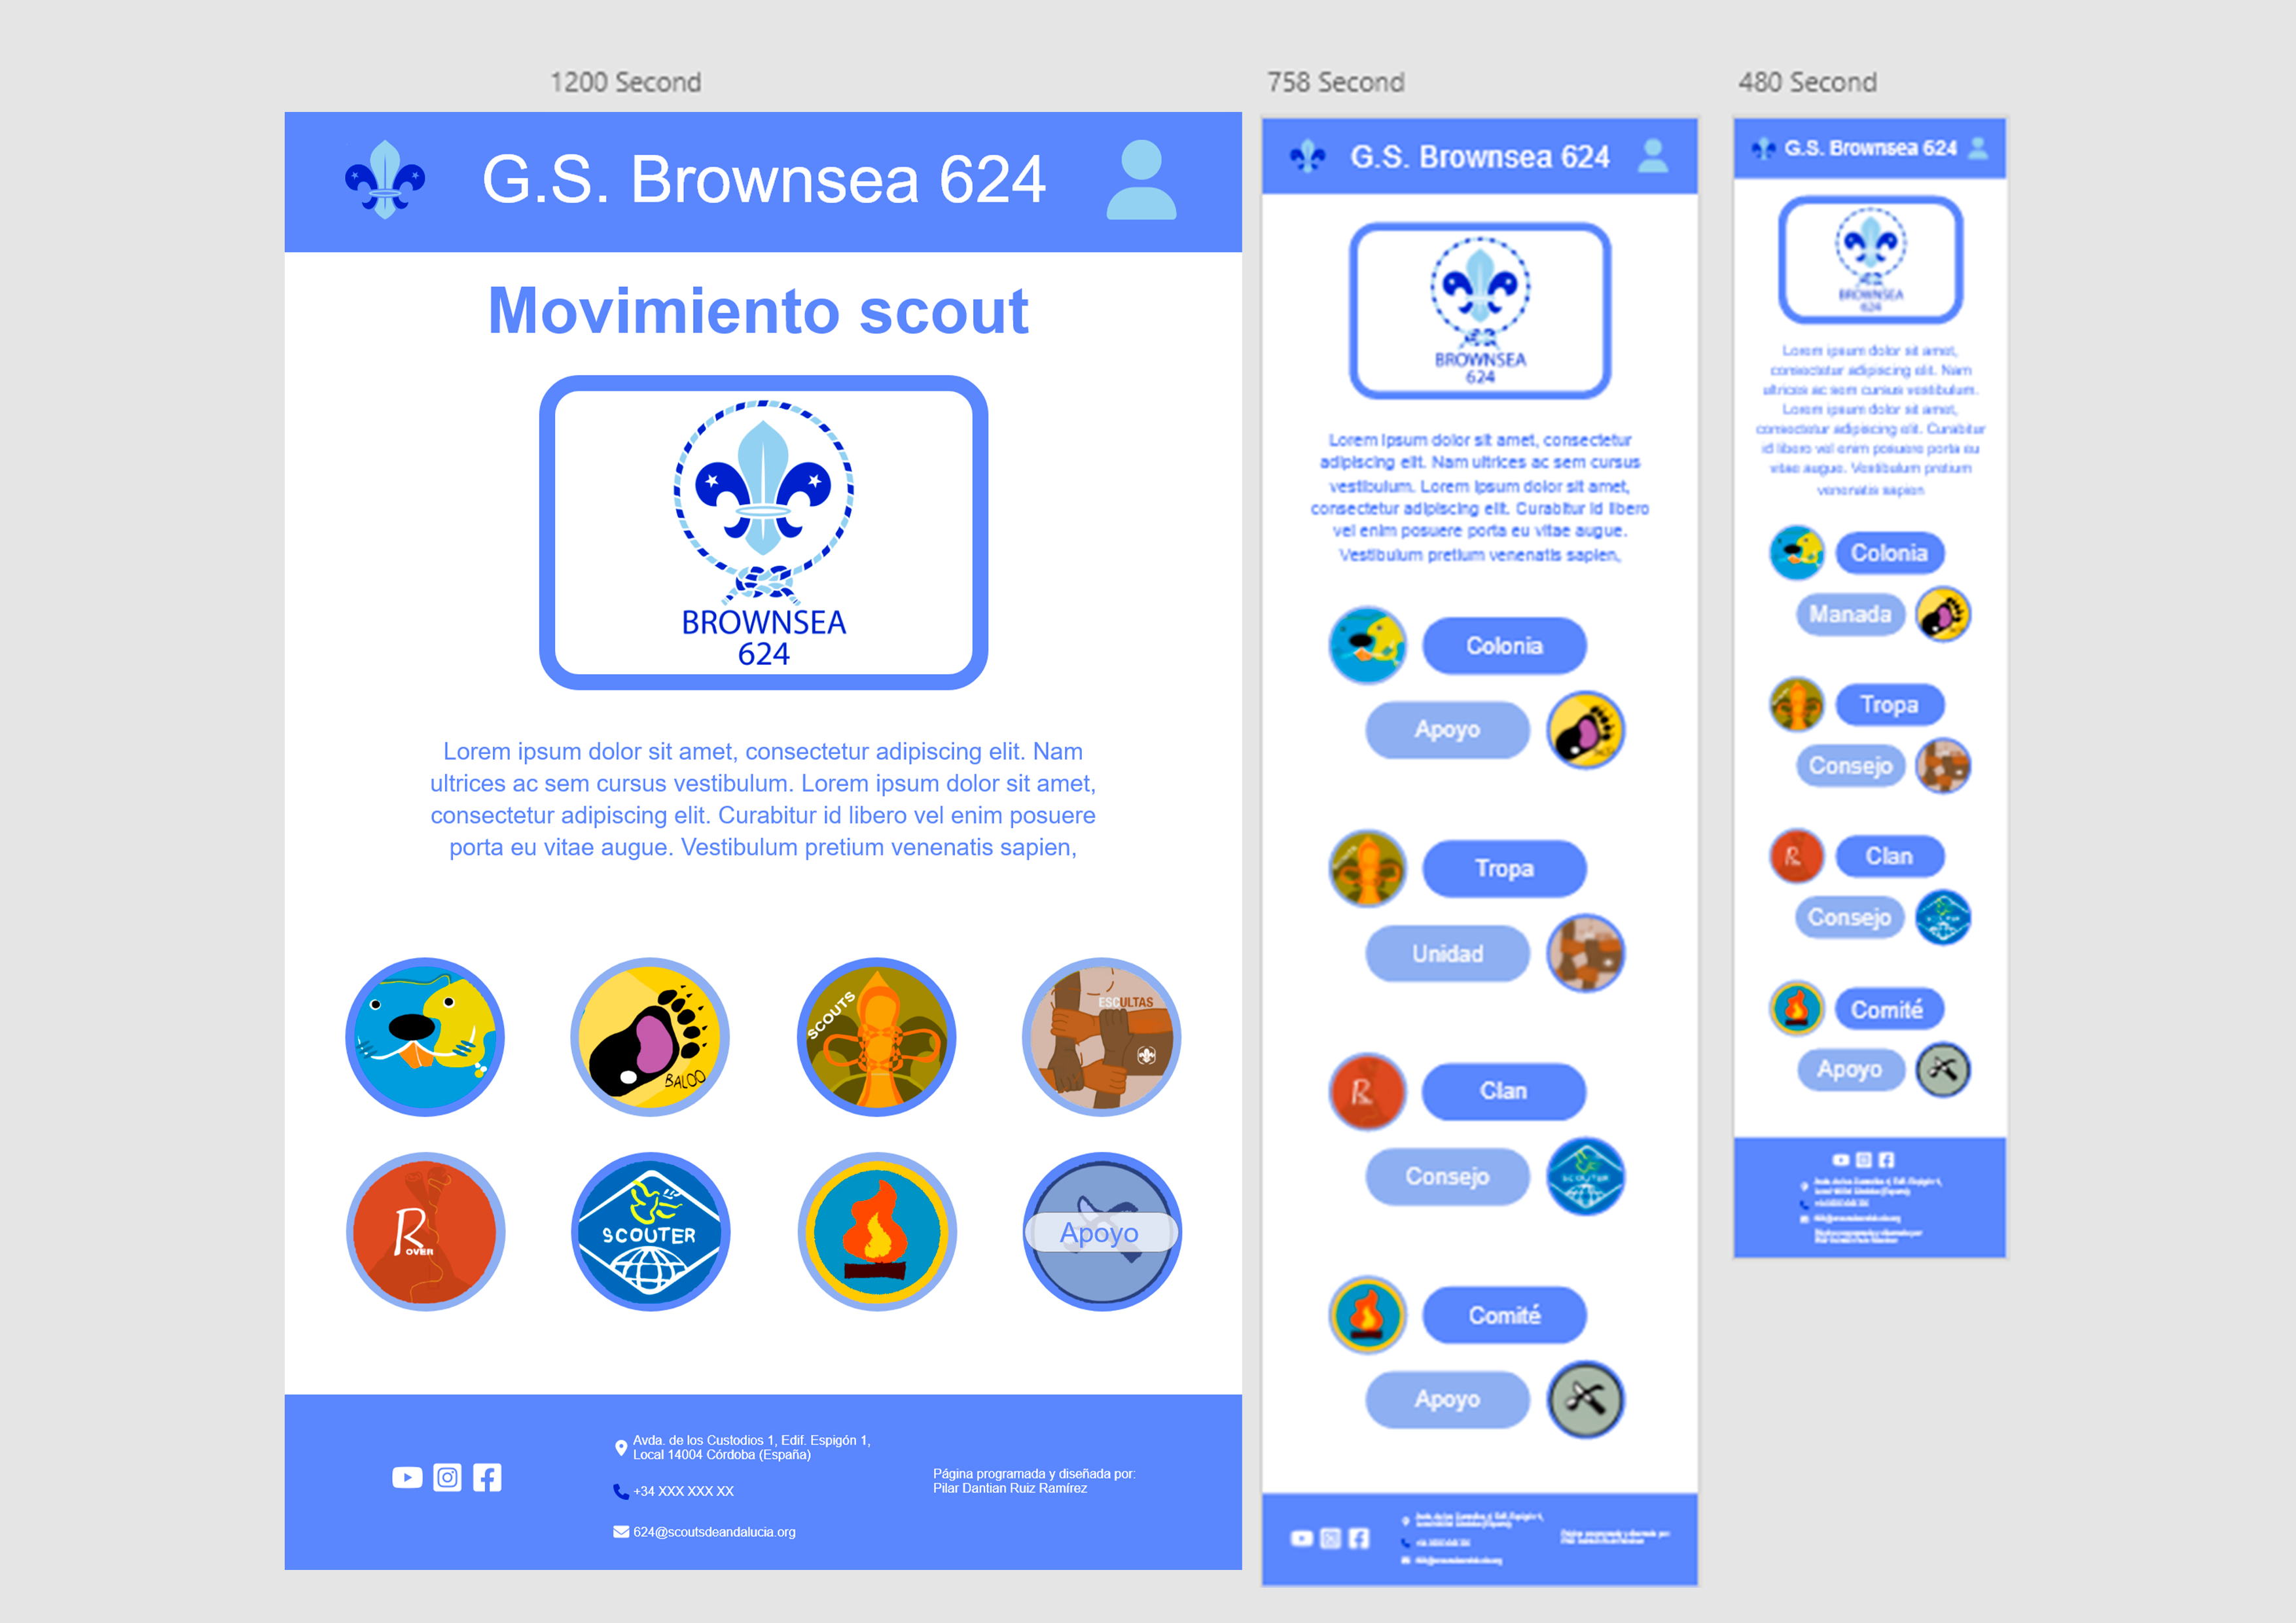 1200 Second
G.S. Brownsea 624
Movimiento scout
BROWNSEA
624
Lorem ipsum dolor sit amet, consectetur adipiscing elit. Nam
ultrices ac sem cursus vestibulum. Lorem ipsum dolor sit amet,
consectetur adipiscing elit. Curabitur id libero vel enim posuere
porta eu vitae augue. Vestibulum pretium venenatis sapien,
BALOO
SCOUTS
ESCULTAS
R
OVER
SCOUTER
Apoyo
Avda. de los Custodios 1, Edif. Espigón 1,
Local 14004 Córdoba (España)
+34 XXX XXX XX
624@scoutsdeandalucia.org
Página programada y diseñada por:
Pilar Dantian Ruiz Ramírez
758 Second
G.S. Brownsea 624
BROWNSEA
624
Lorem ipsum dolor sit amet, consectetur
adipiscing elit. Nam ultrices ac sem cursus
vestibulum. Lorem ipsum dolor sit amet,
consectetur adipiscing elit. Curabitur id libero
vel enim posuere porta eu vitae augue.
Vestibulum pretium venenatis sapien,
Colonia
Apoyo
Tropa
Unidad
R
Clan
Consejo
SCOUTER
Comité
Apoyo
480 Second
G.S. Brownsea 624
BROWNSEA
624
Lorem ipsum dolor sit amet,
consectetur adipiscing elit. Nam
ultrices ac sem cursus vestibulum.
Lorem ipsum dolor sit amet,
consectetur adipiscing elit. Curabitur
id libero vel enim posuere porta eu
vitae augue. Vestibulum pretium
venenatis sapien
Colonia
Manada
Tropa
Consejo
R
Clan
Consejo
Comité
Apoyo